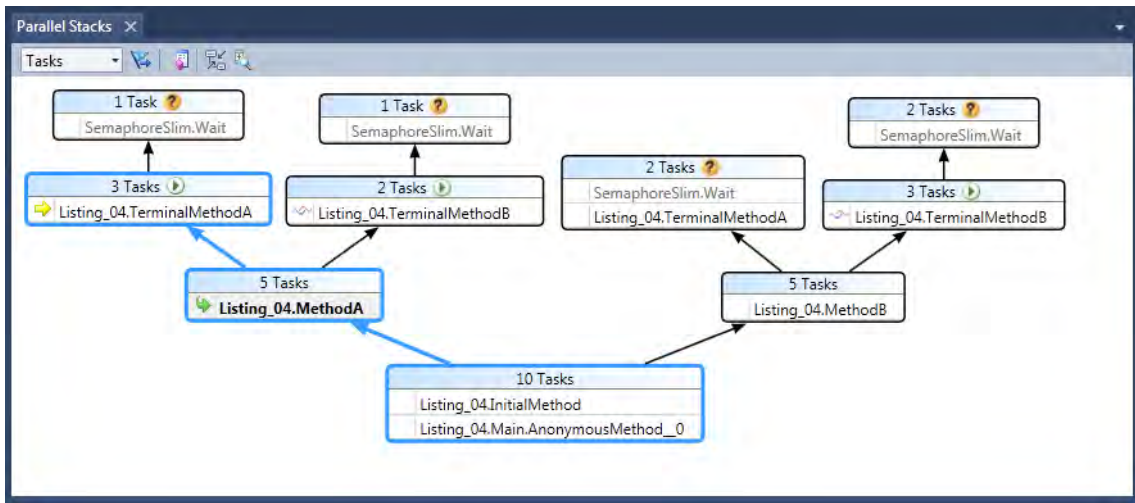 Parallel Stacks
Tasks
1 Task
SemaphoreSlim.Wait
1 Task
SemaphoreSlim.Wait
2 Tasks
SemaphoreSlim.Wait
3 Tasks
Listing_04.TerminalMethodA
2 Tasks
Listing_04.TerminalMethodB
2 Tasks
SemaphoreSlim.Wait
Listing_04.TerminalMethodA
3 Tasks
Listing_04.TerminalMethodB
5 Tasks
Listing_04.MethodA
5 Tasks
Listing_04.MethodB
10 Tasks
Listing_04.InitialMethod
Listing_04.Main.AnonymousMethod__0